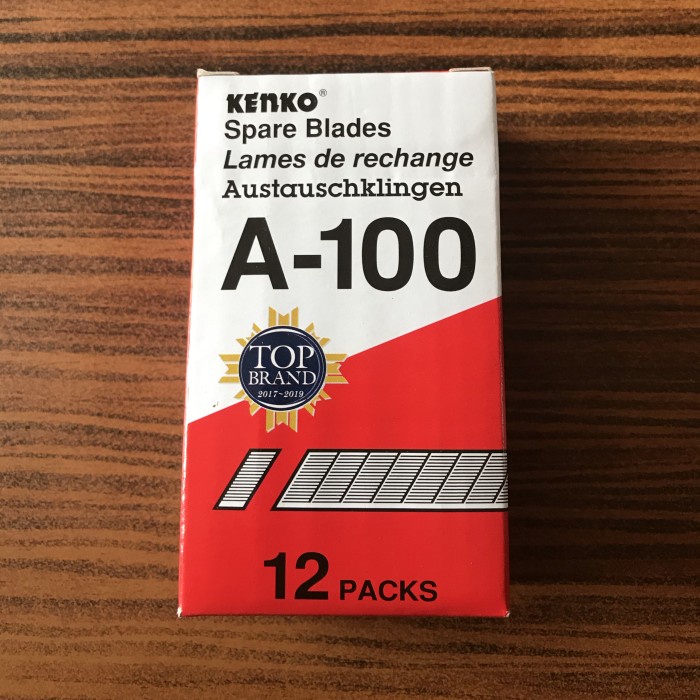 KENKO®
Spare Blades
Lames de rechange
Austauschklingen
A-100
TOP
BRAND
2017~2019
12 PACKS